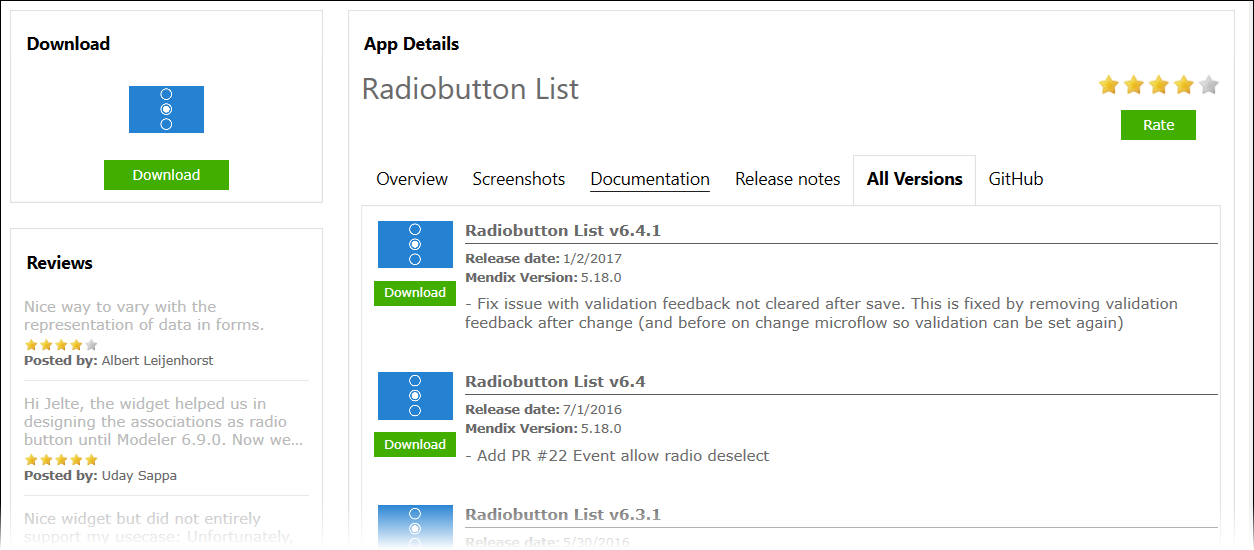 Download
Download
Reviews
Nice way to vary with the
representation of data in forms.
Posted by: Albert Leijenhorst
Hi Jelte, the widget helped us in
designing the associations as radio
button until Modeler 6.9.0. Now we...
Posted by: Uday Sappa
Nice widget but did not entirely
support my usecase: Unfortunately,
App Details
Radiobutton List
Rate
Overview Screenshots Documentation Release notes All Versions GitHub
Radiobutton List v6.4.1
Release date: 1/2/2017
Mendix Version: 5.18.0
Download
- Fix issue with validation feedback not cleared after save. This is fixed by removing validation
feedback after change (and before on change microflow so validation can be set again)
Radiobutton List v6.4
Release date: 7/1/2016
Mendix Version: 5.18.0
Download
- Add PR #22 Event allow radio deselect
Radiobutton List v6.3.1
Release date: 5/30/2016